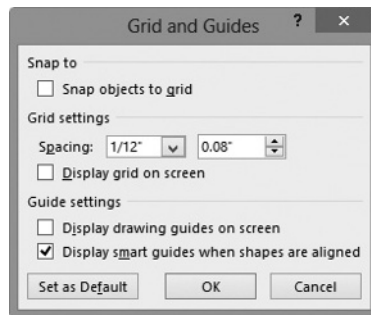 Grid and Guides ? ×
Snap to
Snap objects to grid
Grid settings
Spacing: 1/12" 0.08"
Display grid on screen
Guide settings
Display drawing guides on screen
Display smart guides when shapes are aligned
Set as Default OK Cancel